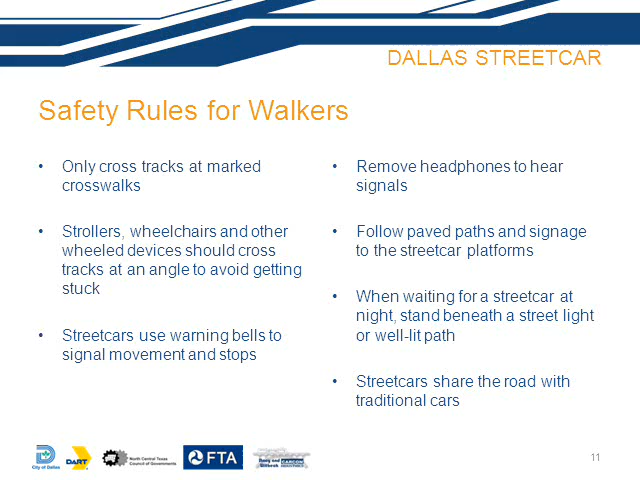 DALLAS STREETCAR
Safety Rules for Walkers
• Only cross tracks at marked
crosswalks
• Strollers, wheelchairs and other
wheeled devices should cross
tracks at an angle to avoid getting
stuck
• Streetcars use warning bells to
signal movement and stops
• Remove headphones to hear
signals
• Follow paved paths and signage
to the streetcar platforms
• When waiting for a streetcar at
night, stand beneath a street light
or well-lit path
• Streetcars share the road with
traditional cars
City of Dallas
DART
North Central Texas
Council of Governments
FTA
11